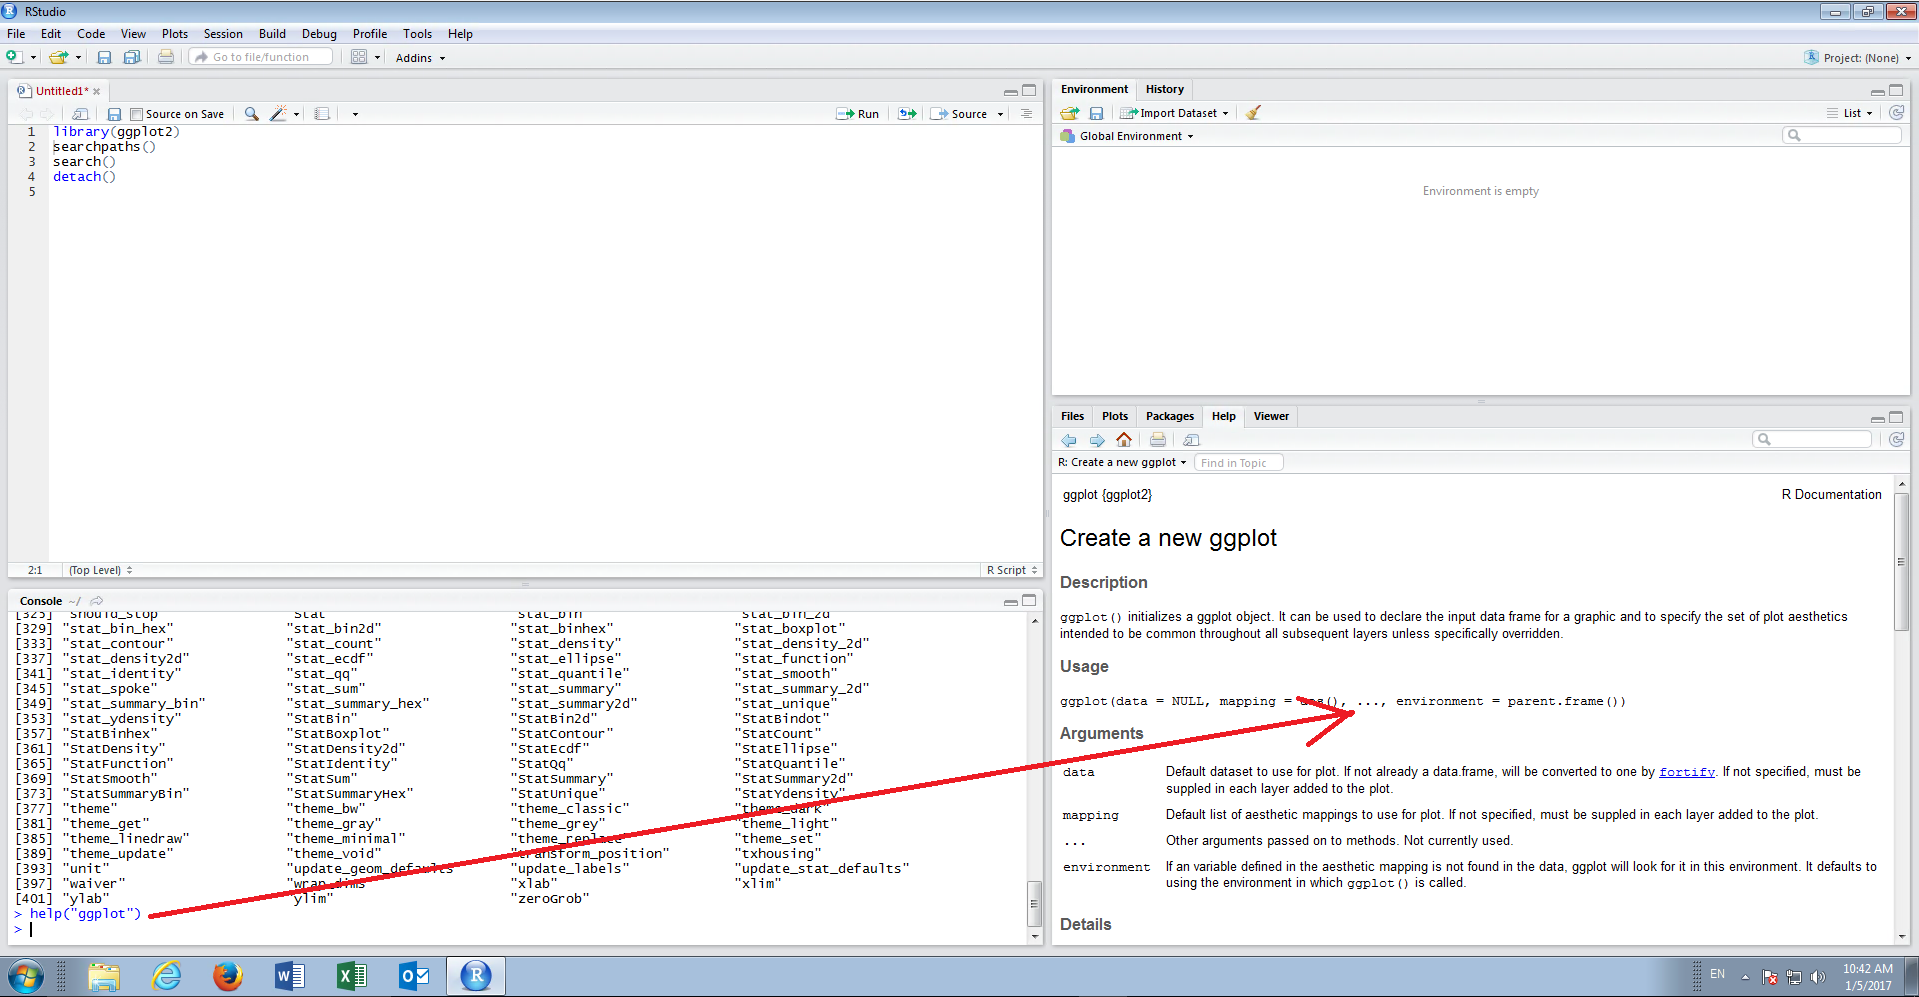 RStudio
File Edit Code View Plots Session Build Debug Profile Tools Help
Go to file/function Addins Project: (None)
Untitled1*
Source on Save Run Source
1 library(ggplot2)
2 searchpaths()
3 search()
4 detach()
5
2:1 (Top Level) R Script
Console ~/
[325] "should_stop" "Stat" "stat_bin" "stat_bin_2d"
[329] "stat_bin_hex" "stat_bin2d" "stat_binhex" "stat_boxplot"
[333] "stat_contour" "stat_count" "stat_density" "stat_density_2d"
[337] "stat_density2d" "stat_ecdf" "stat_ellipse" "stat_function"
[341] "stat_identity" "stat_qq" "stat_quantile" "stat_smooth"
[345] "stat_spoke" "stat_sum" "stat_summary" "stat_summary_2d"
[349] "stat_summary_bin" "stat_summary_hex" "stat_summary2d" "stat_unique"
[353] "stat_ydensity" "StatBin" "StatBin2d" "StatBindot"
[357] "StatBinhex" "StatBoxplot" "StatContour" "StatCount"
[361] "StatDensity" "StatDensity2d" "StatEcdf" "StatEllipse"
[365] "StatFunction" "StatIdentity" "StatQq" "StatQuantile"
[369] "StatSmooth" "StatSum" "StatSummary" "StatSummary2d"
[373] "StatSummaryBin" "StatSummaryHex" "StatUnique" "StatYdensity"
[377] "theme" "theme_bw" "theme_classic" "theme_dark"
[381] "theme_get" "theme_gray" "theme_grey" "theme_light"
[385] "theme_linedraw" "theme_minimal" "theme_replace" "theme_set"
[389] "theme_update" "theme_void" "transform_position" "txhousing"
[393] "unit" "update_geom_defaults" "update_labels" "update_stat_defaults"
[397] "waiver" "wrap_dims" "xlab" "xlim"
[401] "ylab" "ylim" "zeroGrob"
> help("ggplot")
>
Environment History
Import Dataset List
Global Environment
Environment is empty
Files Plots Packages Help Viewer
R: Create a new ggplot Find in Topic
ggplot {ggplot2} R Documentation
Create a new ggplot
Description
ggplot() initializes a ggplot object. It can be used to declare the input data frame for a graphic and to specify the set of plot aesthetics
intended to be common throughout all subsequent layers unless specifically overridden.
Usage
ggplot(data = NULL, mapping = aes(), ..., environment = parent.frame())
Arguments
data Default dataset to use for plot. If not already a data.frame, will be converted to one by fortify. If not specified, must be
suppled in each layer added to the plot.
mapping Default list of aesthetic mappings to use for plot. If not specified, must be suppled in each layer added to the plot.
... Other arguments passed on to methods. Not currently used.
environment If an variable defined in the aesthetic mapping is not found in the data, ggplot will look for it in this environment. It defaults to
using the environment in which ggplot() is called.
Details
EN
10:42 AM
1/5/2017